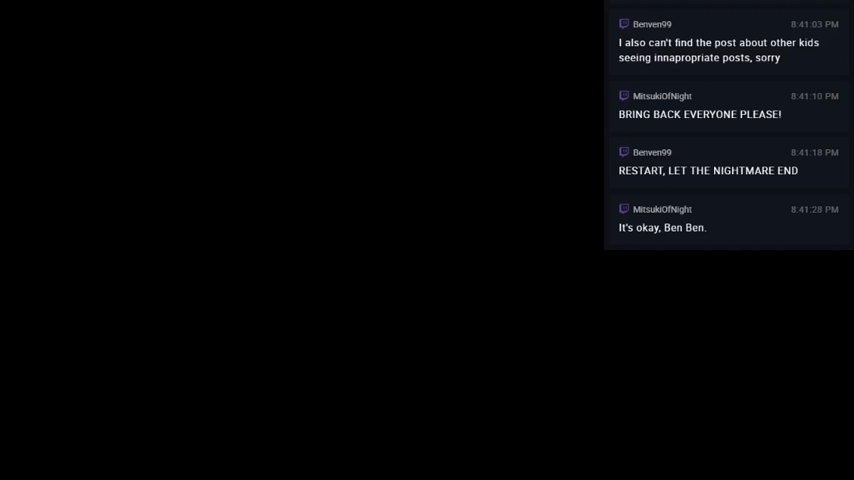 Benven99 8:41:03 PM
I also can't find the post about other kids
seeing innapropriate posts, sorry
MitsukiOfNight 8:41:10 PM
BRING BACK EVERYONE PLEASE!
Benven99 8:41:18 PM
RESTART, LET THE NIGHTMARE END
MitsukiOfNight 8:41:28 PM
It's okay, Ben Ben.